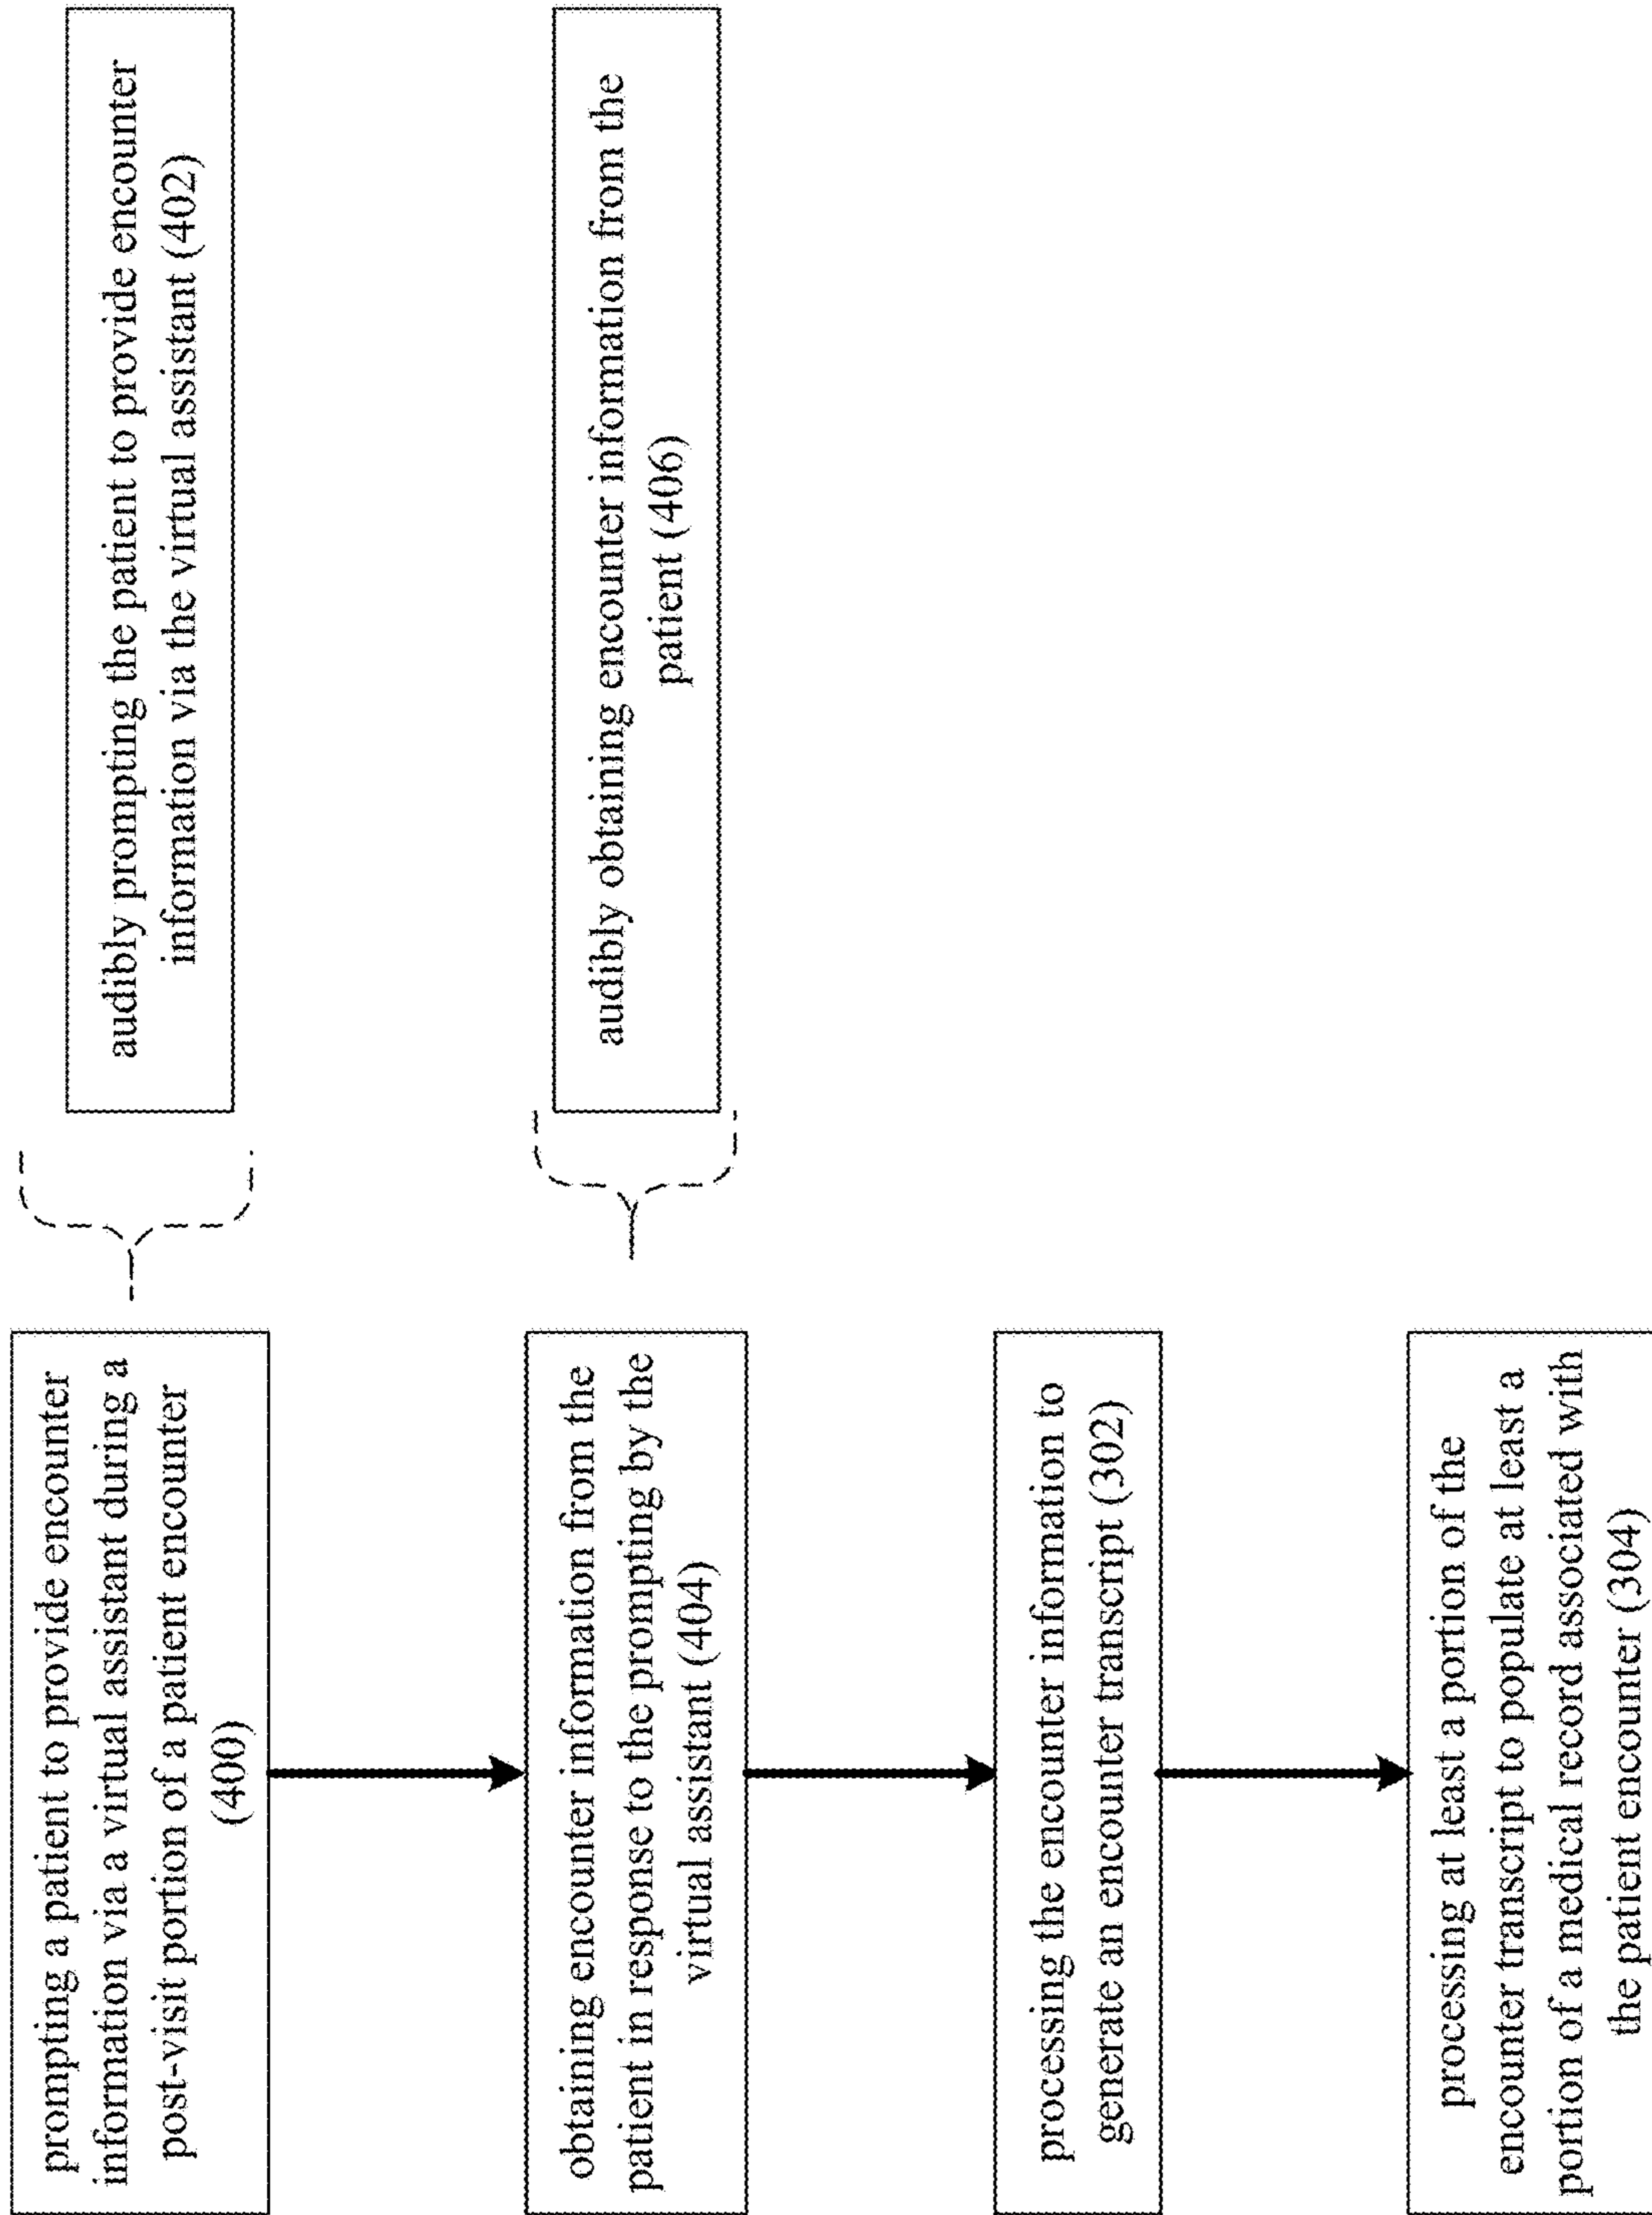 prompting a patient to provide encounter
information via a virtual assistant during a
post-visit portion of a patient encounter
(400)
audibly prompting the patient to provide encounter
information via the virtual assistant (402)
obtaining encounter information from the
patient in response to the prompting by the
virtual assistant (404)
audibly obtaining encounter information from the
patient (406)
processing the encounter information to
generate an encounter transcript (302)
processing at least a portion of the
encounter transcript to populate at least a
portion of a medical record associated with
the patient encounter (304)